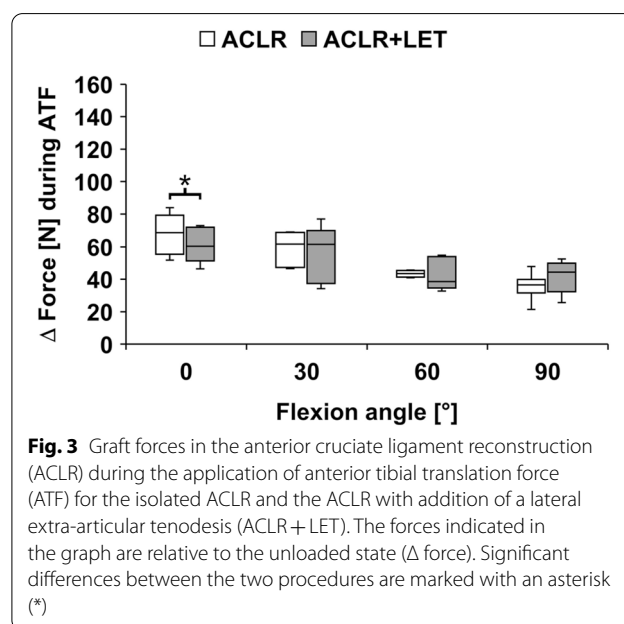 ACLR ACLR+LET
Δ Force [N] during ATF
160
140
120
100
80
60
40
20
0
*
0 30 60 90
Flexion angle [°]
Fig. 3 Graft forces in the anterior cruciate ligament reconstruction
(ACLR) during the application of anterior tibial translation force
(ATF) for the isolated ACLR and the ACLR with addition of a lateral
extra-articular tenodesis (ACLR + LET). The forces indicated in
the graph are relative to the unloaded state (Δ force). Significant
differences between the two procedures are marked with an asterisk
(*)